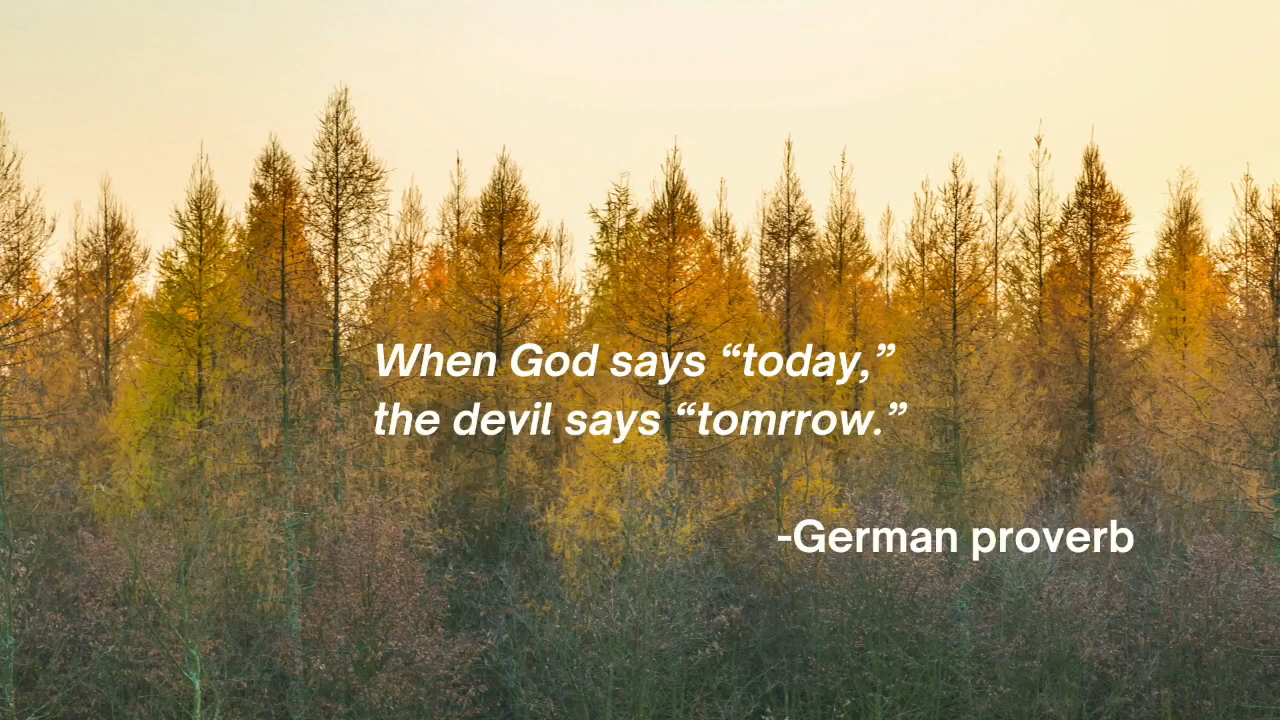 When God says “today,”
the devil says “tomrrow.”
-German proverb